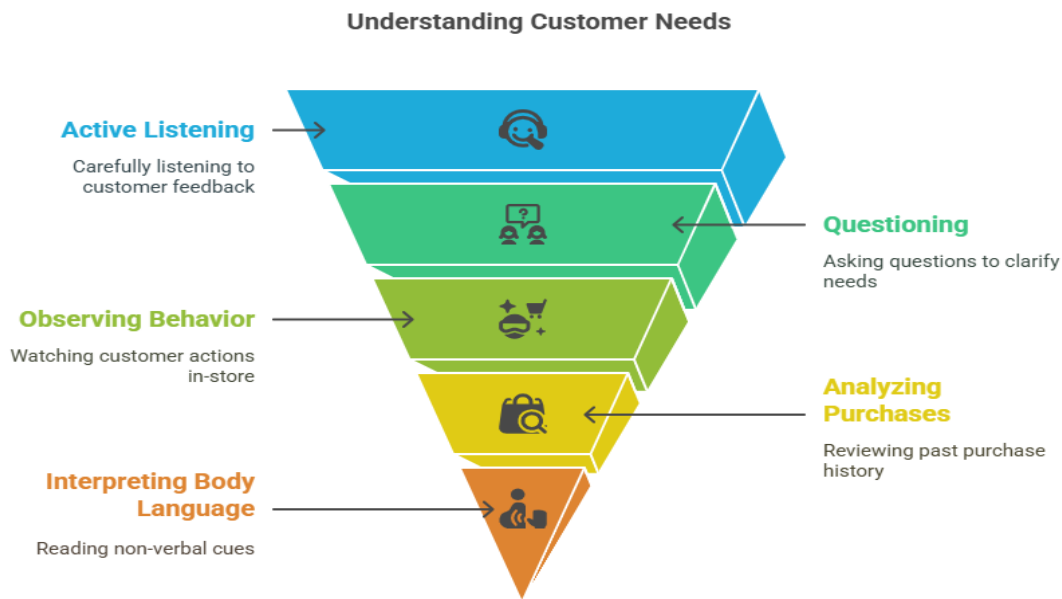 Understanding Customer Needs
Active Listening
Carefully listening to
customer feedback
Questioning
Asking questions to clarify
needs
Observing Behavior
Watching customer actions
in-store
Analyzing
Purchases
Reviewing past purchase
history
Interpreting Body
Language
Reading non-verbal cues
?